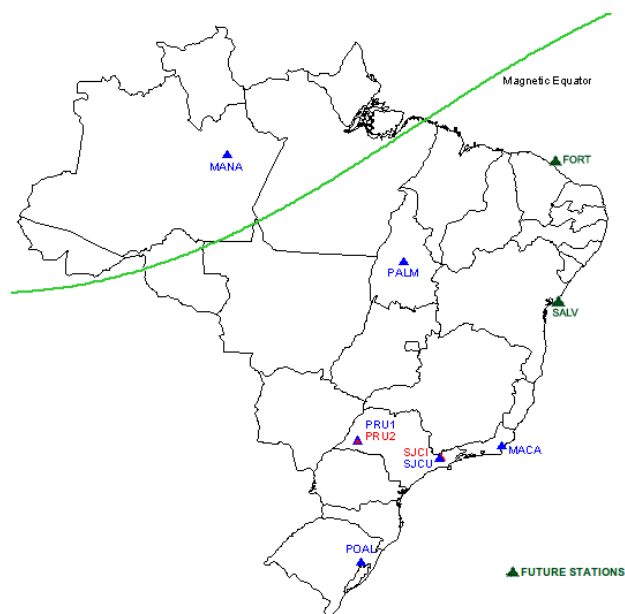 Magnetic Equator
MANA
FORT
PALM
SALV
PRU1
PRU2
SJCI
SJCU
MACA
POAL
FUTURE STATIONS